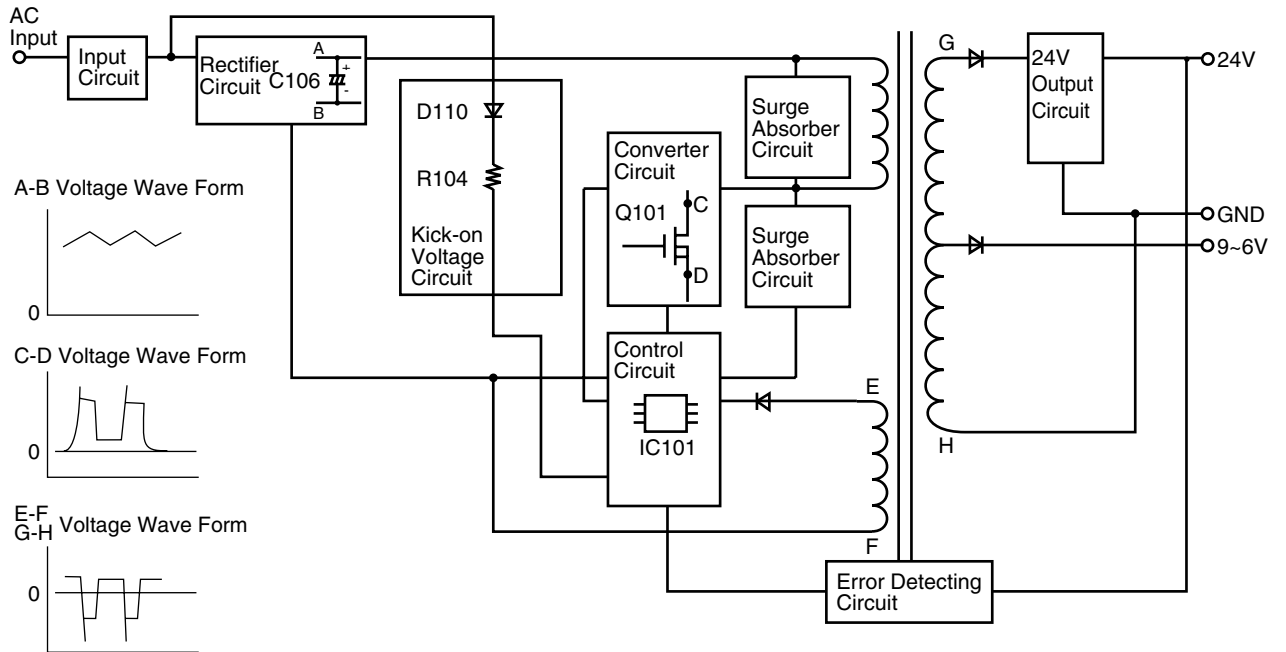 AC
Input
Input
Circuit
Rectifier
Circuit
C106
A
+
-
B
D110
R104
Kick-on
Voltage
Circuit
Converter
Circuit
Q101
C
D
Surge
Absorber
Circuit
Surge
Absorber
Circuit
Control
Circuit
IC101
E
F
G
H
24V
Output
Circuit
24V
GND
9~6V
Error Detecting
Circuit
A-B Voltage Wave Form
0
C-D Voltage Wave Form
0
E-F
G-H Voltage Wave Form
0